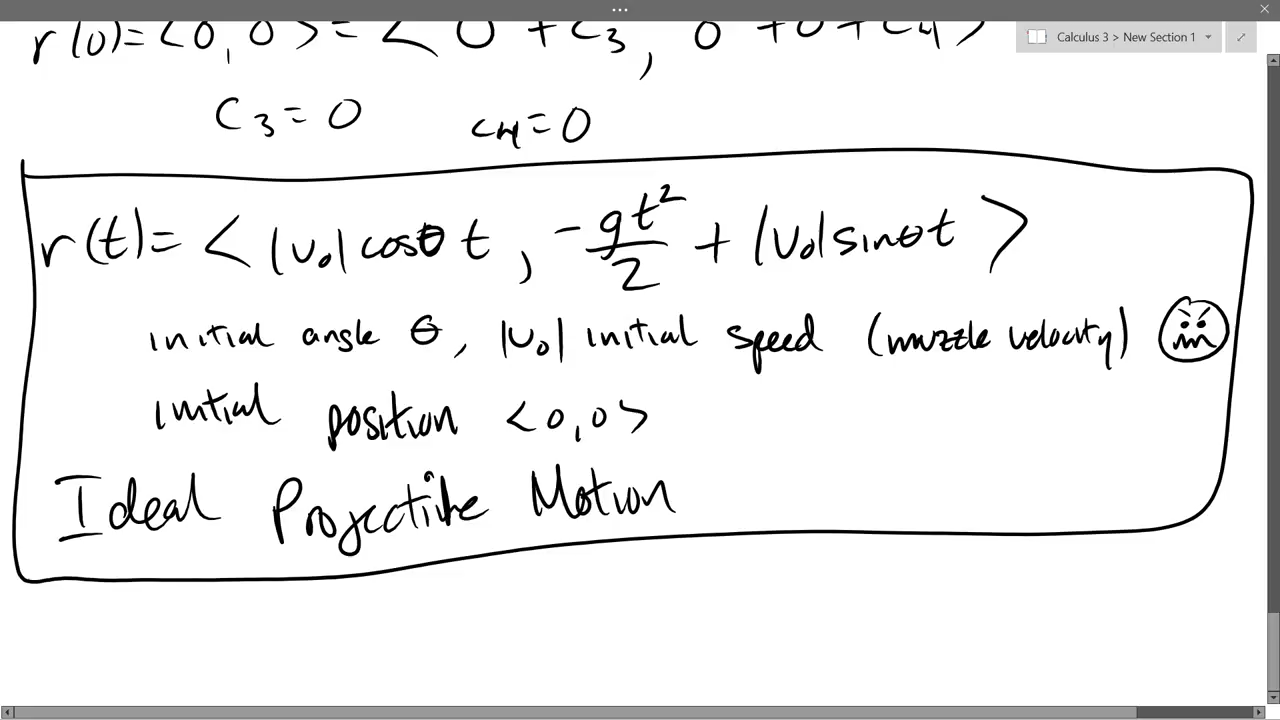 ...
Calculus 3 > New Section 1
r(0)=<0,0>=<0+C3, 0+0+C4>
C3=0 C4=0
r(t)=<|v0|cosθ t, -gt²/2 + |v0|sinθ t>
initial angle θ, |v0| initial speed (muzzle velocity)
initial position <0,0>
Ideal Projectile Motion